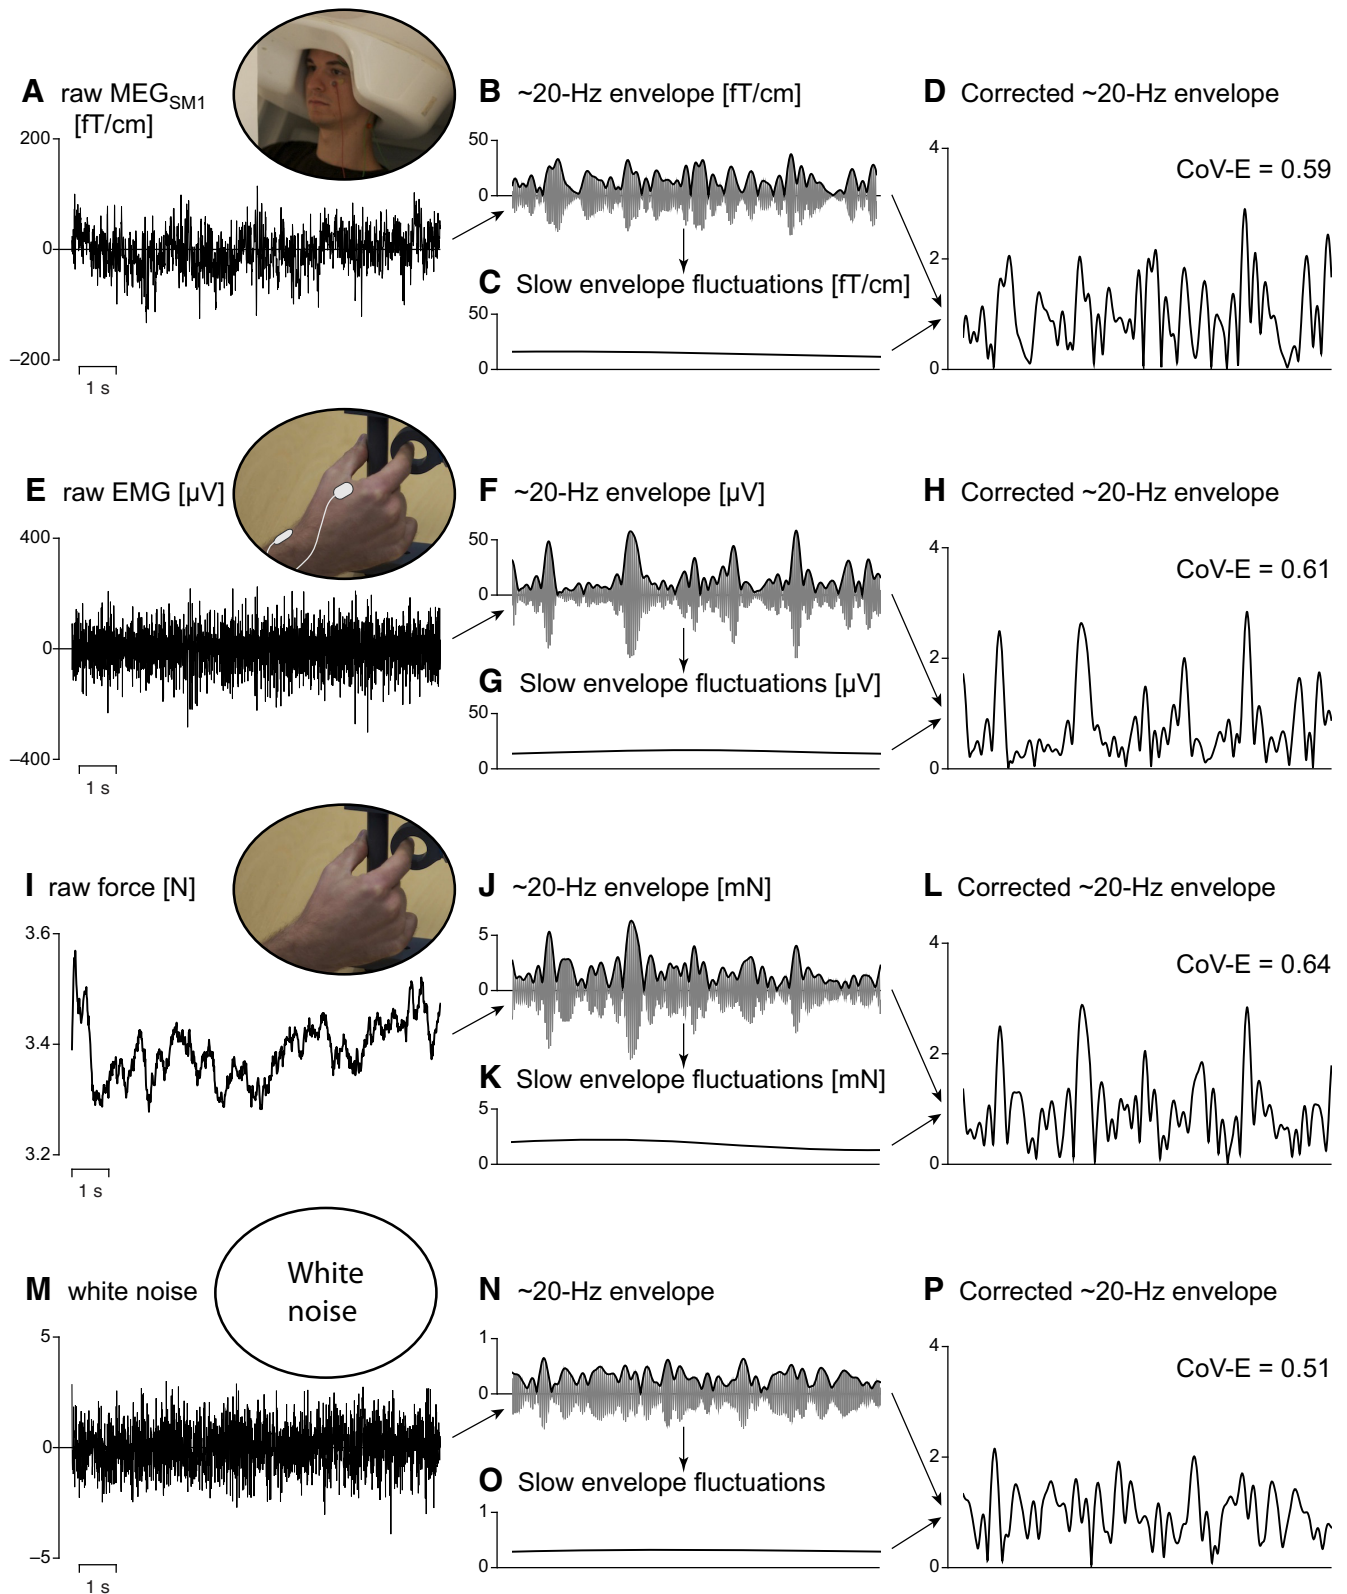 A raw MEG_SM1
[fT/cm]
200
0
–200
1 s
B ~20-Hz envelope [fT/cm]
50
0
C Slow envelope fluctuations [fT/cm]
50
0
D Corrected ~20-Hz envelope
4
CoV-E = 0.59
2
0
E raw EMG [µV]
400
0
–400
1 s
F ~20-Hz envelope [µV]
50
0
G Slow envelope fluctuations [µV]
50
0
H Corrected ~20-Hz envelope
4
CoV-E = 0.61
2
0
I raw force [N]
3.6
3.4
3.2
1 s
J ~20-Hz envelope [mN]
5
0
K Slow envelope fluctuations [mN]
5
0
L Corrected ~20-Hz envelope
4
CoV-E = 0.64
2
0
M white noise
White
noise
5
0
–5
1 s
N ~20-Hz envelope
1
0
O Slow envelope fluctuations
1
0
P Corrected ~20-Hz envelope
4
CoV-E = 0.51
2
0